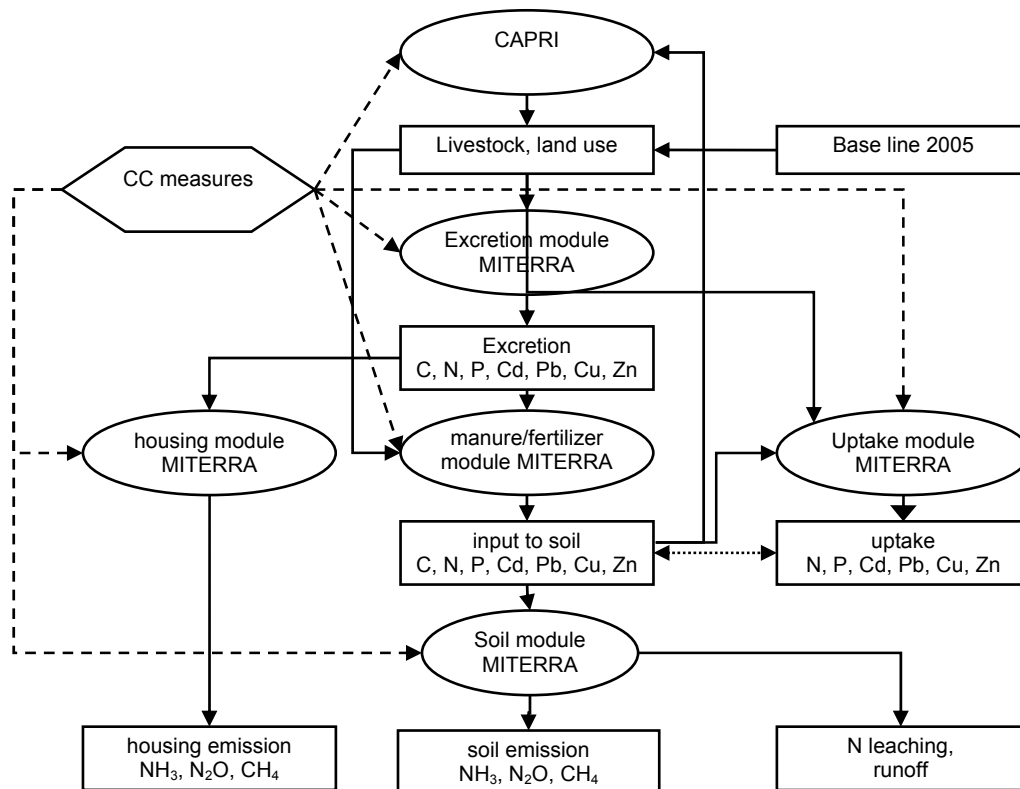 CAPRI
Livestock, land use
Base line 2005
CC measures
Excretion module
MITERRA
Excretion
C, N, P, Cd, Pb, Cu, Zn
housing module
MITERRA
manure/fertilizer
module MITERRA
Uptake module
MITERRA
input to soil
C, N, P, Cd, Pb, Cu, Zn
uptake
N, P, Cd, Pb, Cu, Zn
Soil module
MITERRA
housing emission
NH₃, N₂O, CH₄
soil emission
NH₃, N₂O, CH₄
N leaching,
runoff